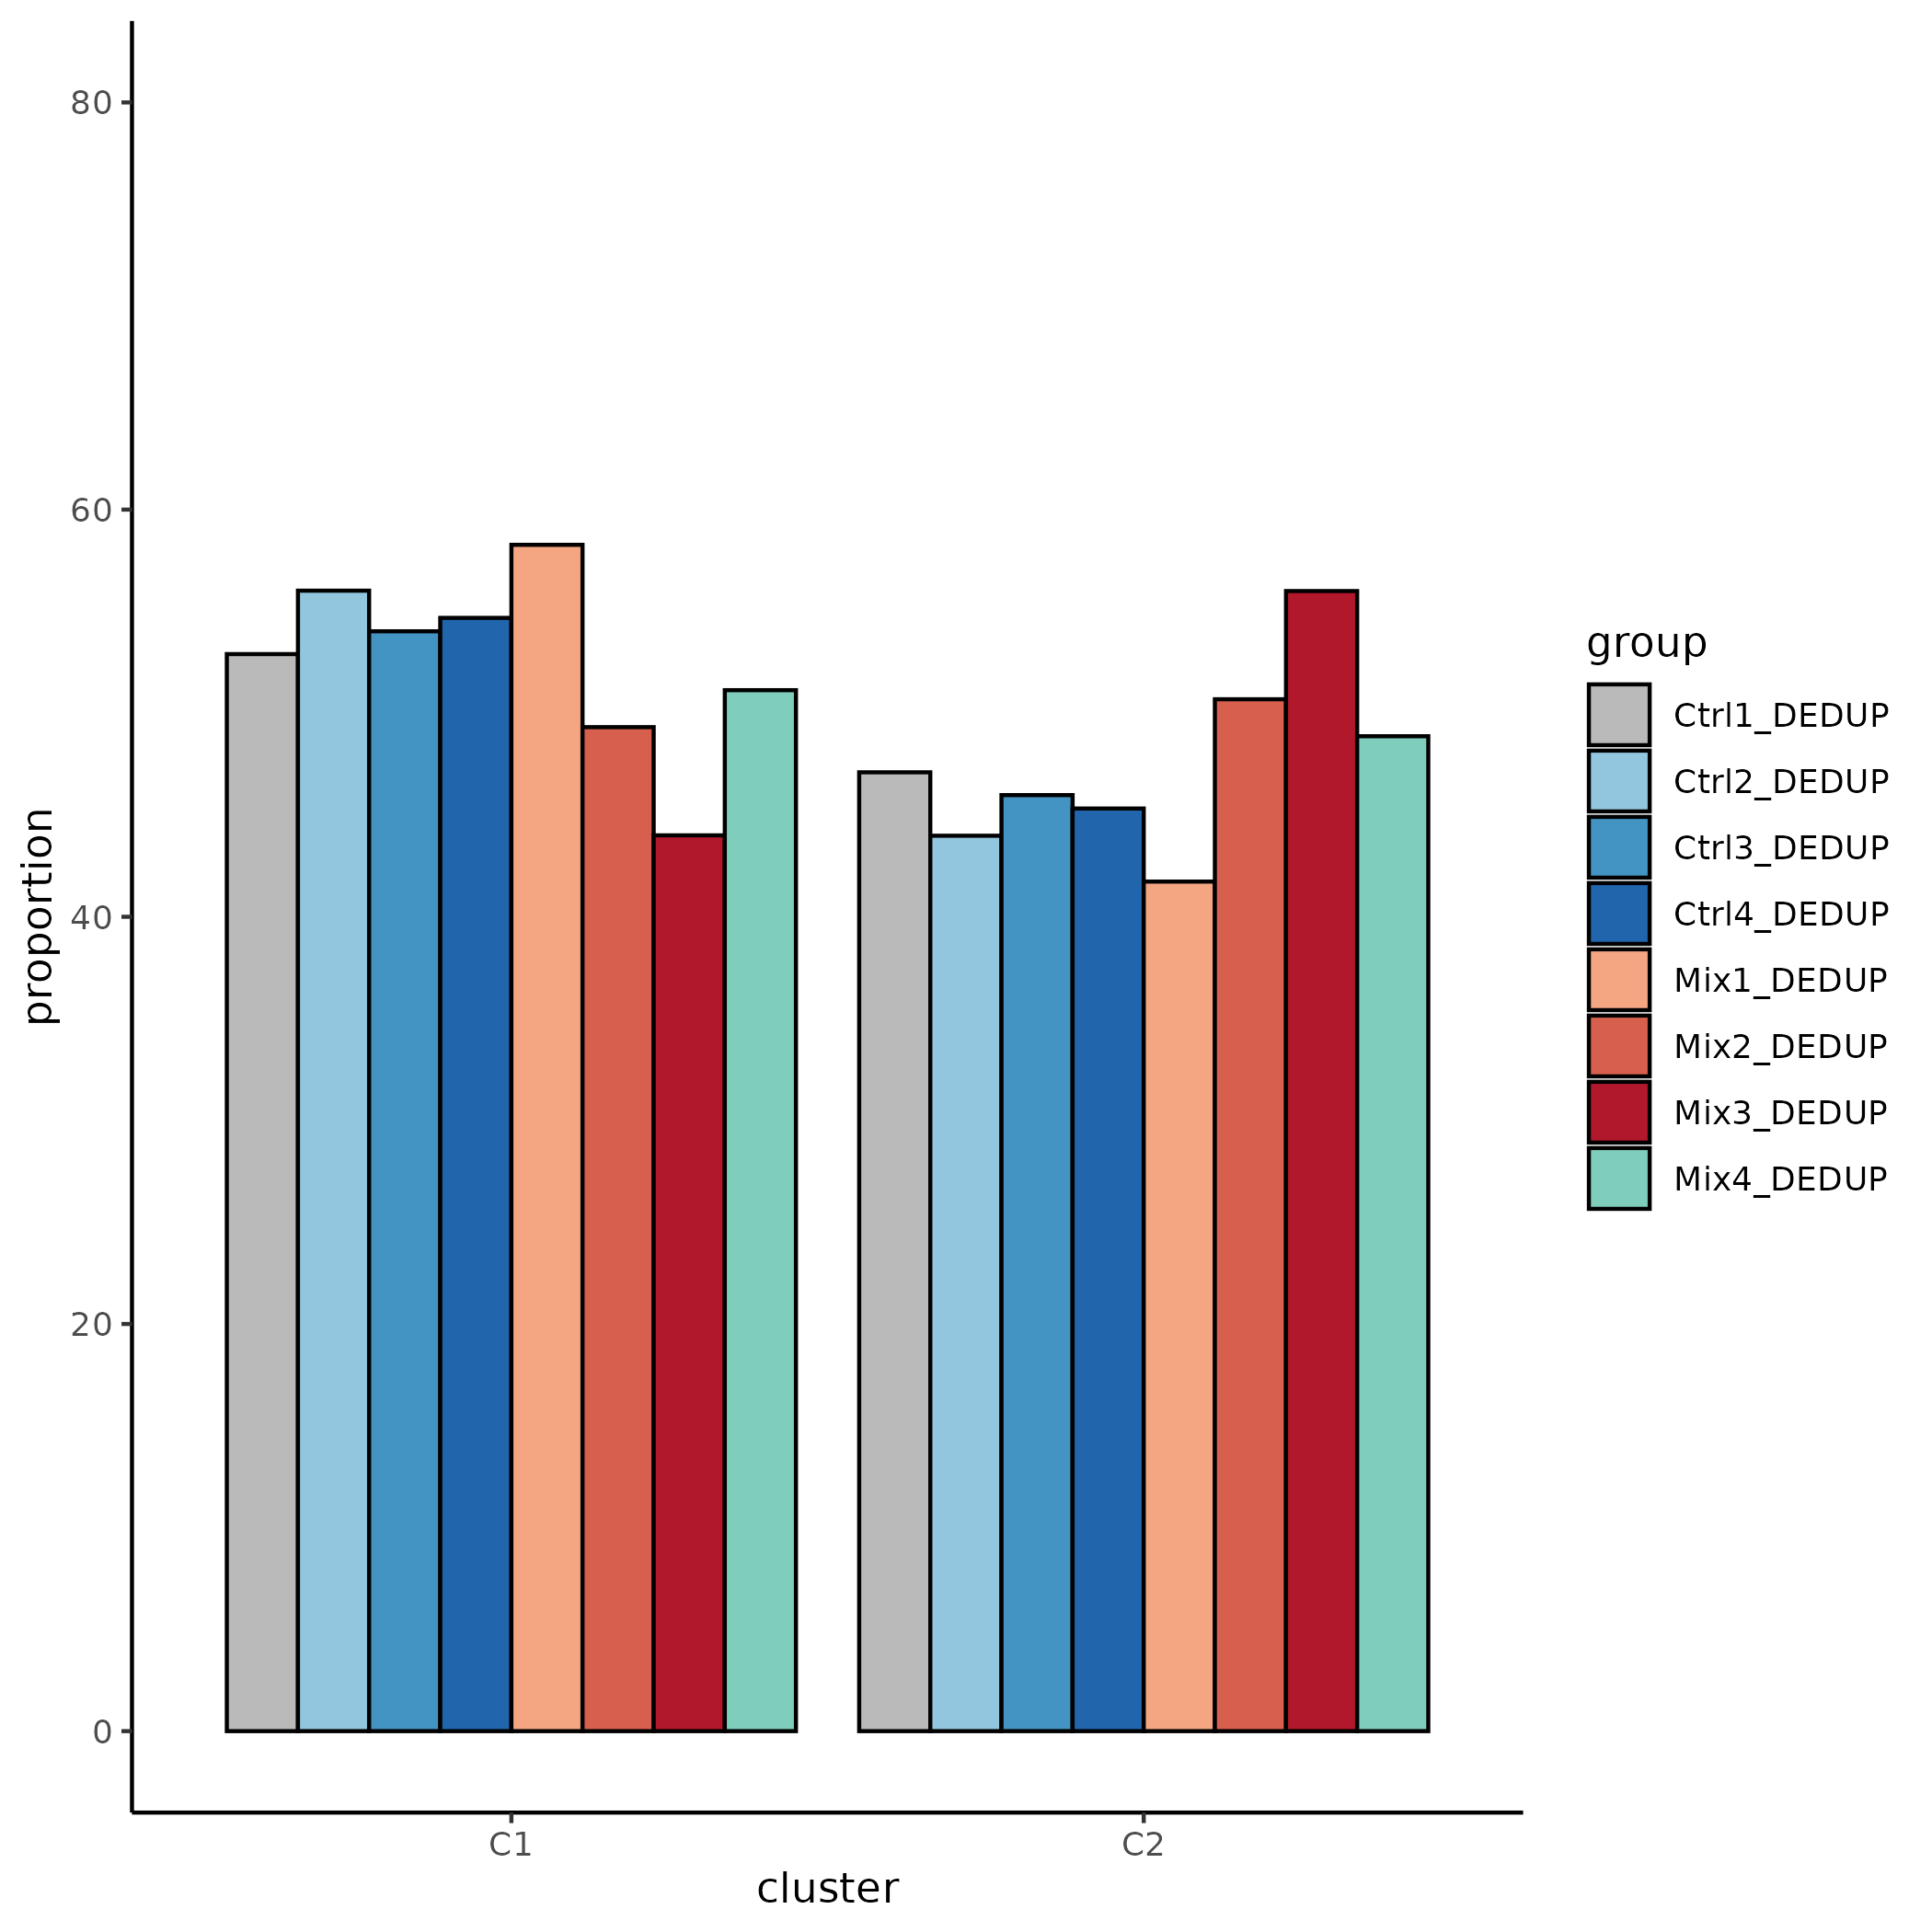 proportion
80
60
40
20
0
C1
C2
cluster
group
Ctrl1_DEDUP
Ctrl2_DEDUP
Ctrl3_DEDUP
Ctrl4_DEDUP
Mix1_DEDUP
Mix2_DEDUP
Mix3_DEDUP
Mix4_DEDUP